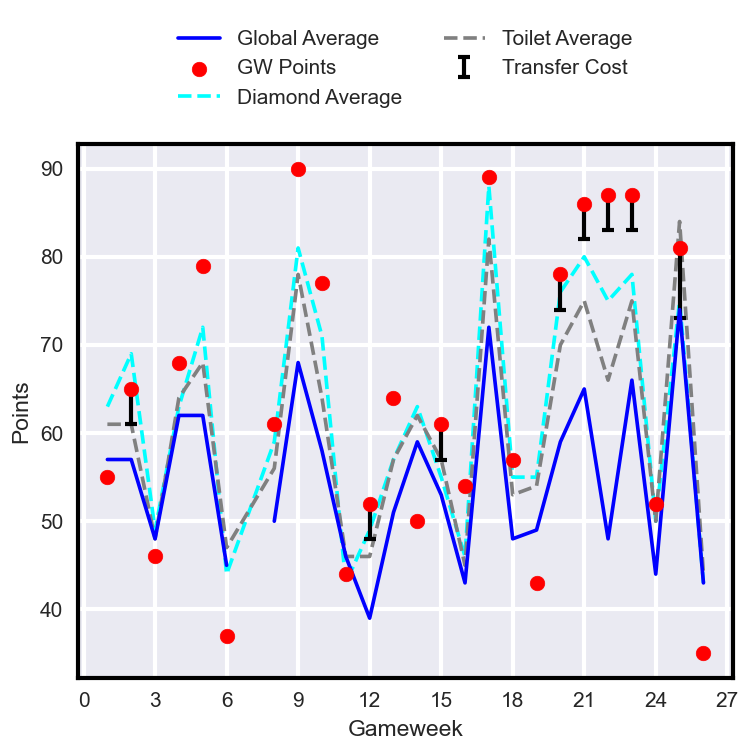 Global Average
GW Points
Diamond Average
Toilet Average
Transfer Cost
Points
90
80
70
60
50
40
0 3 6 9 12 15 18 21 24 27
Gameweek